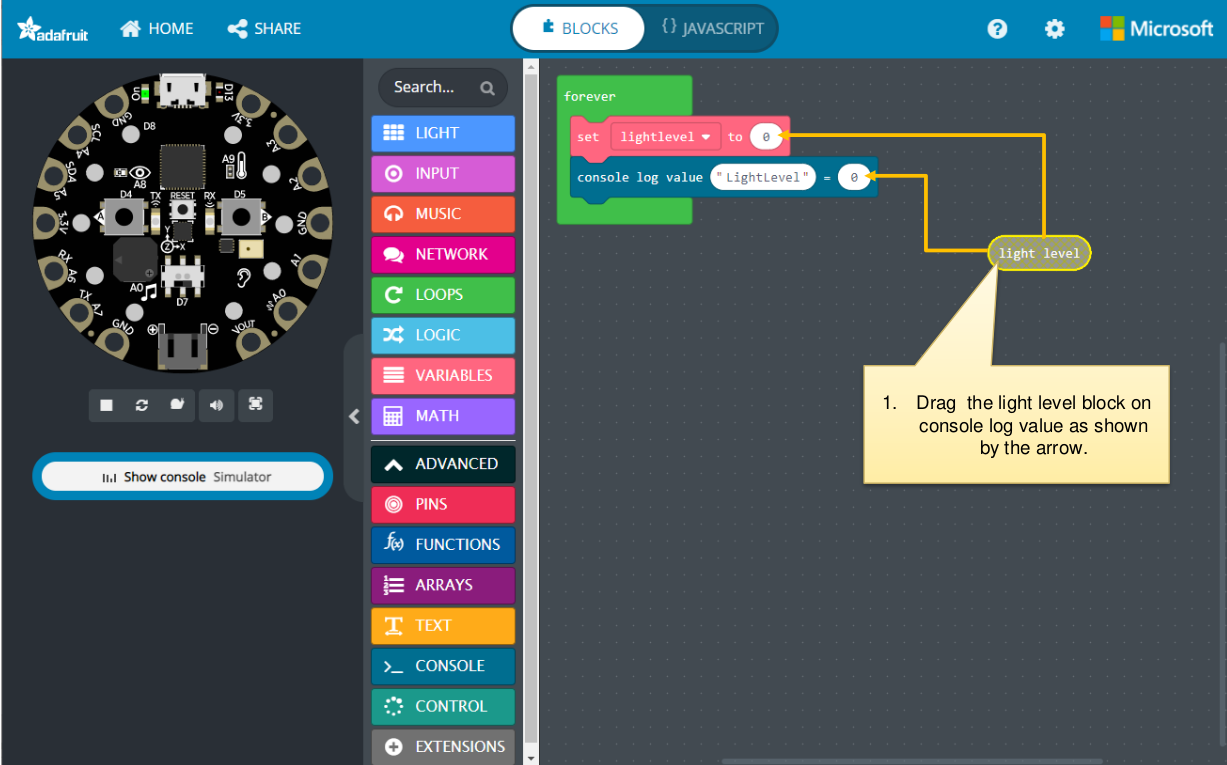 adafruit HOME SHARE BLOCKS {} JAVASCRIPT Microsoft
Search...
LIGHT
INPUT
MUSIC
NETWORK
LOOPS
LOGIC
VARIABLES
MATH
ADVANCED
PINS
FUNCTIONS
ARRAYS
TEXT
CONSOLE
CONTROL
EXTENSIONS
forever
set lightlevel to 0
console log value "LightLevel" = 0
light level
1. Drag the light level block on
console log value as shown
by the arrow.
D13
GND
3.3V
D8
SCL
A3
A4
A9
SDA
A8
A2
A5
D4
TX
RESET
RX
D5
3.3V
A
B
GND
Y
Z
X
RX
A6
A1
TX
A7
A0
D7
A0
GND
VOUT
Show console Simulator